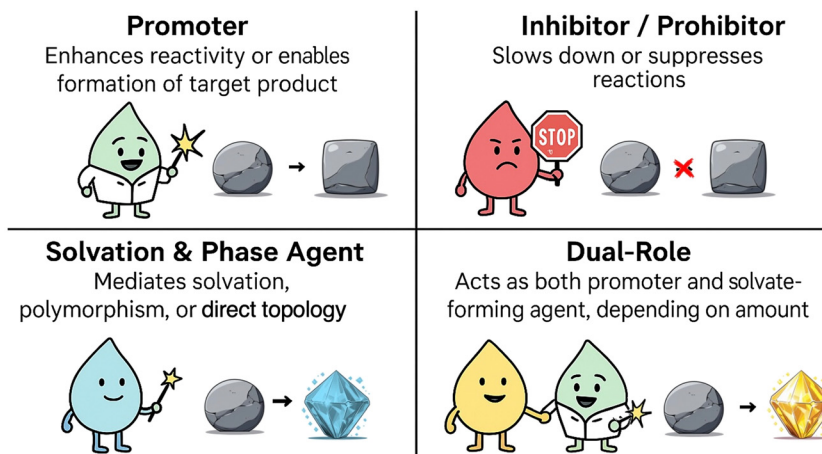 Promoter
Enhances reactivity or enables
formation of target product
Inhibitor / Prohibitor
Slows down or suppresses
reactions
STOP
Solvation & Phase Agent
Mediates solvation,
polymorphism, or direct topology
Dual-Role
Acts as both promoter and solvate-
forming agent, depending on amount